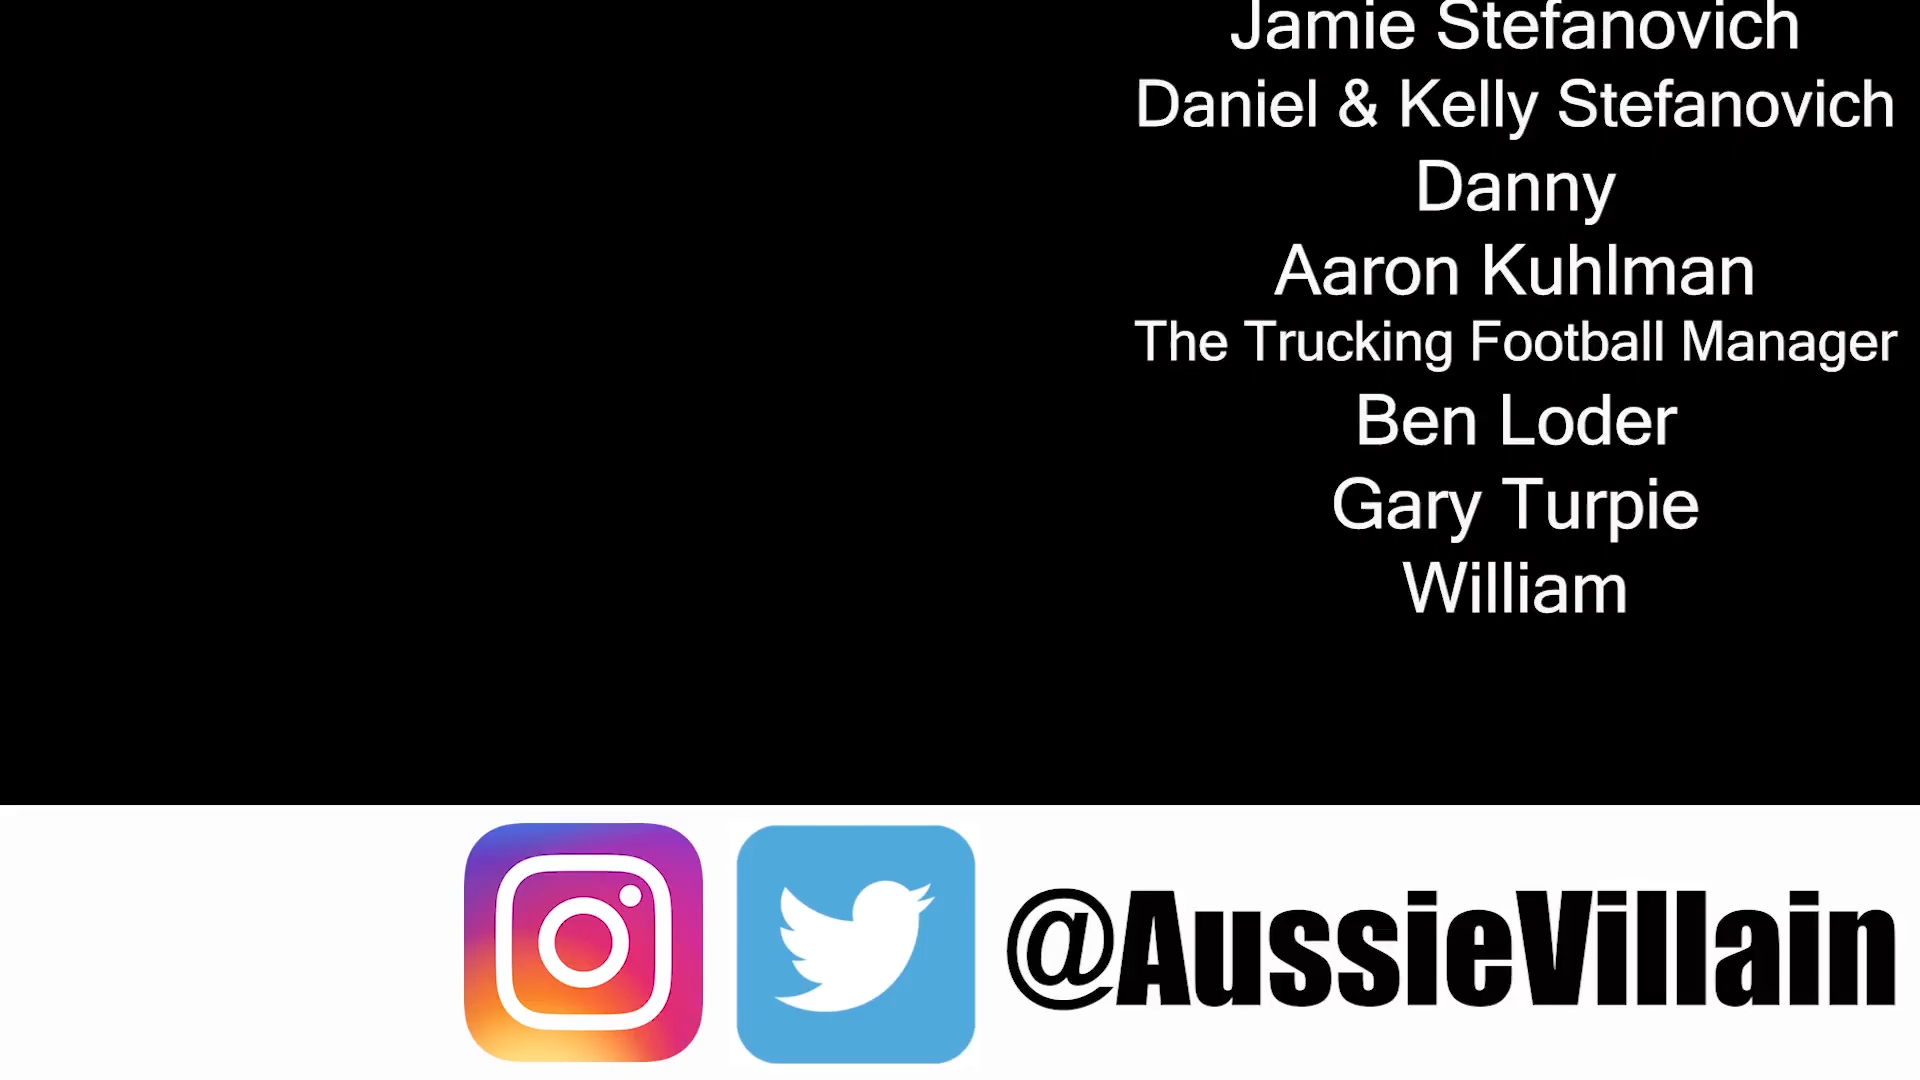 Jamie Stefanovich
Daniel & Kelly Stefanovich
Danny
Aaron Kuhlman
The Trucking Football Manager
Ben Loder
Gary Turpie
William
@AussieVillain